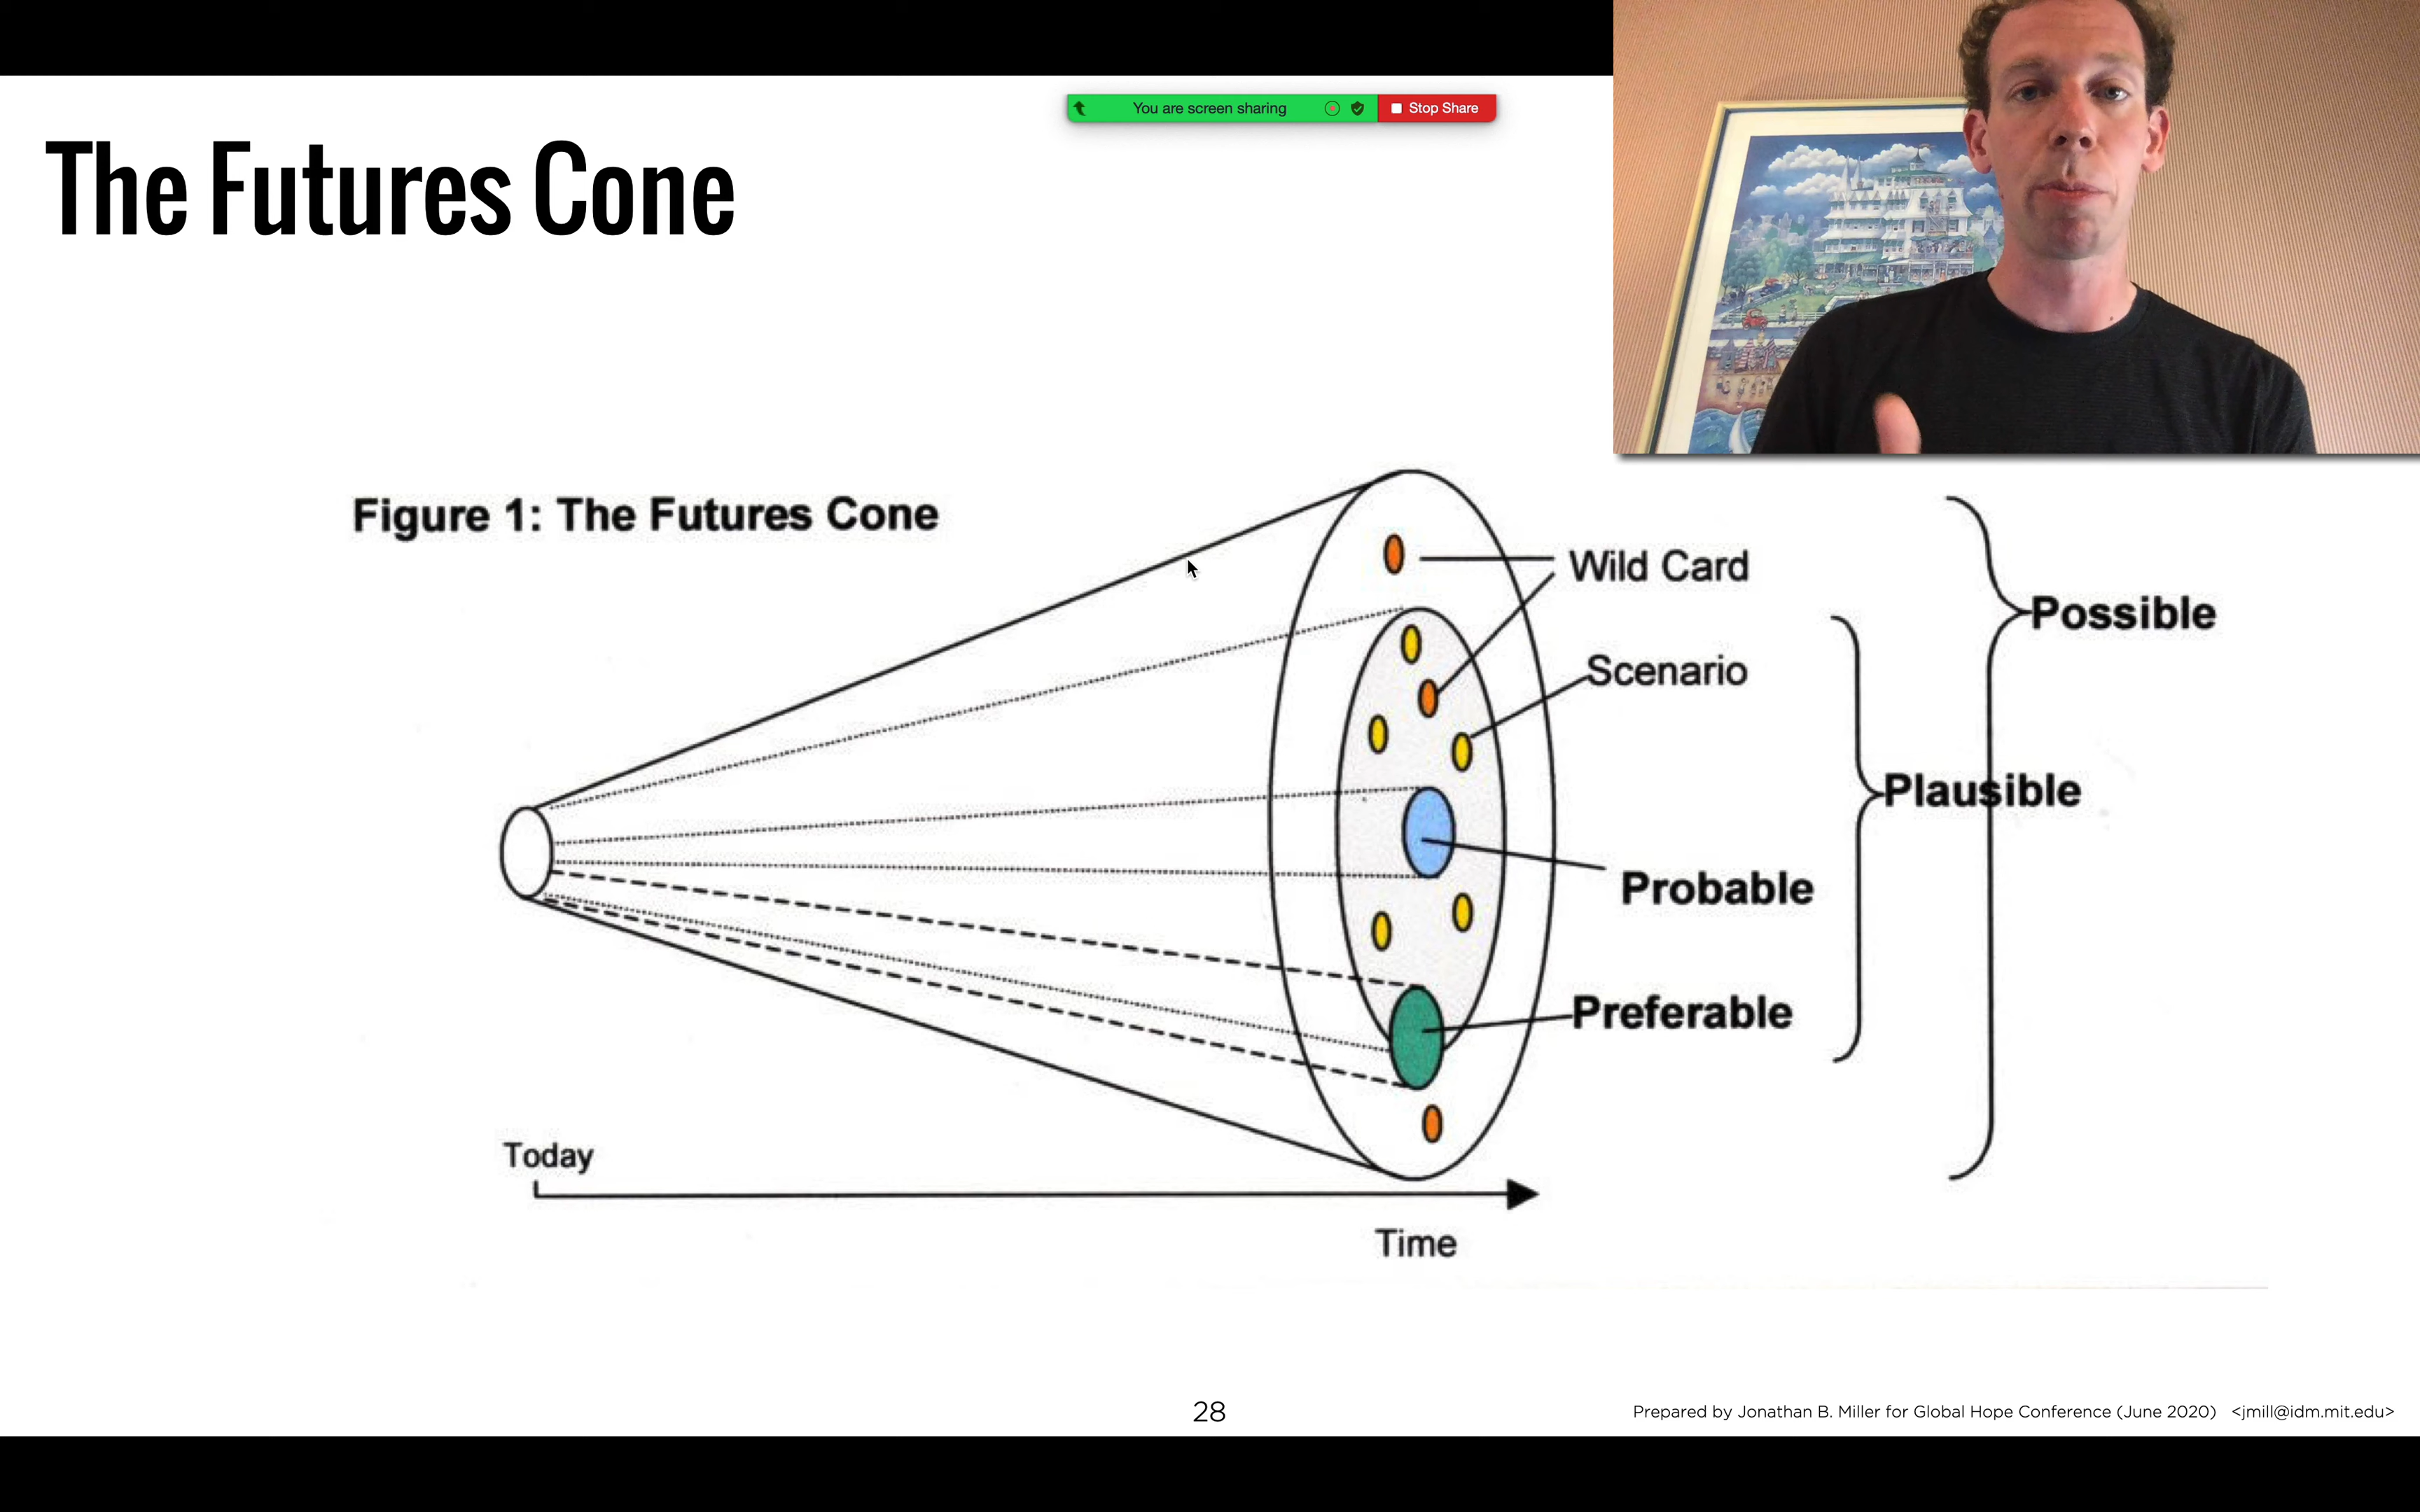 You are screen sharing
Stop Share
The Futures Cone
Figure 1: The Futures Cone
Wild Card
Possible
Scenario
Plausible
Probable
Preferable
Today
Time
28
Prepared by Jonathan B. Miller for Global Hope Conference (June 2020) <jmill@idm.mit.edu>